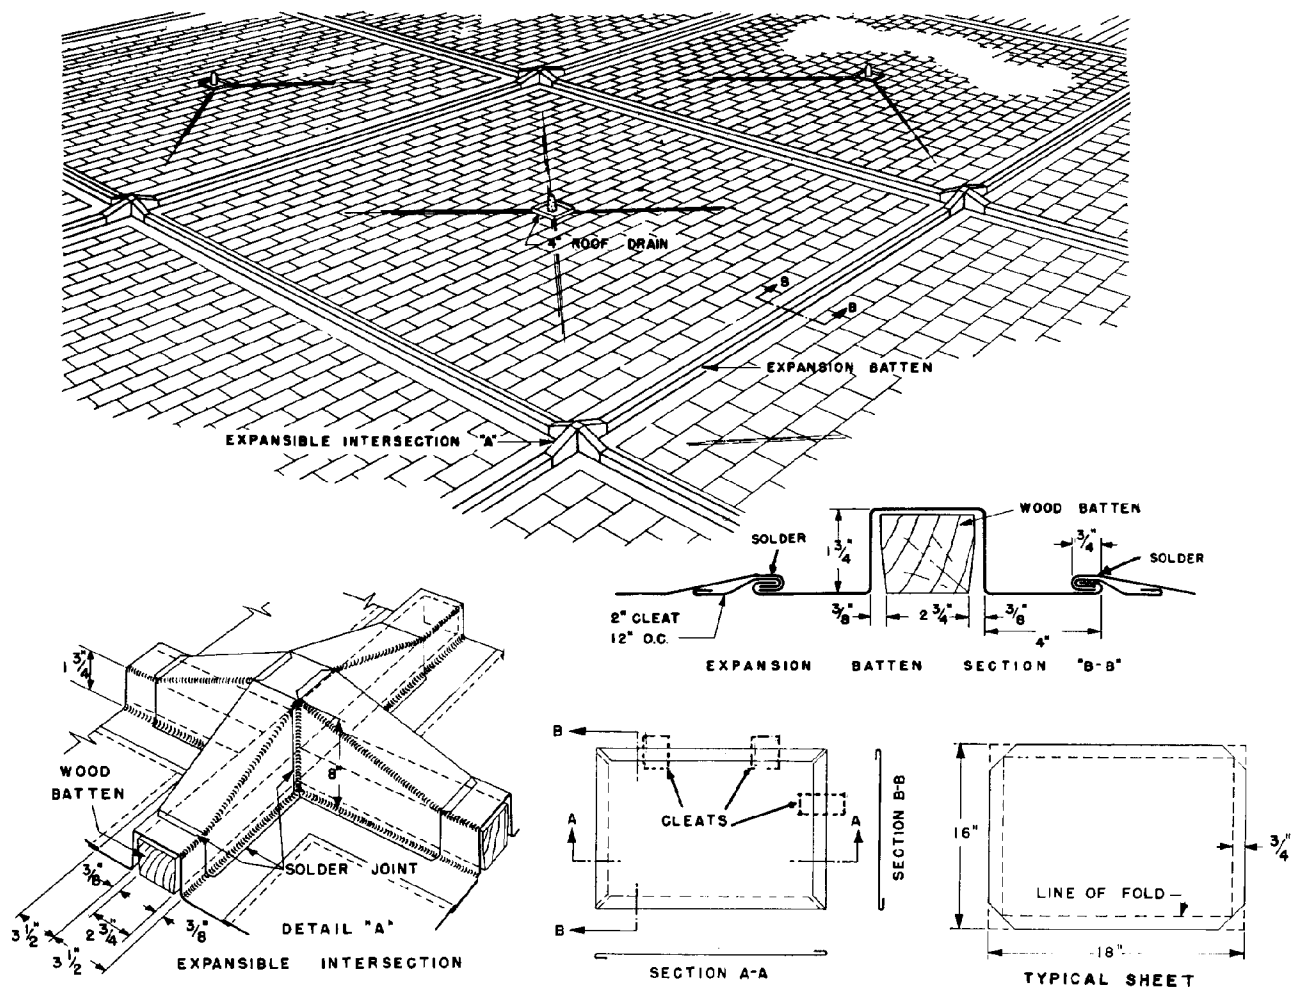 4" ROOF DRAIN
B
B
EXPANSION BATTEN
EXPANSIBLE INTERSECTION "A"
WOOD BATTEN
SOLDER
1 3/4"
3/4"
SOLDER
2" CLEAT
12" O.C.
3/8"
2 3/4"
3/8"
4"
EXPANSION BATTEN SECTION "B-B"
1 3/4"
WOOD
BATTEN
8"
SOLDER JOINT
3/8"
3 1/2"
2 3/4"
3 1/2"
3/8"
DETAIL "A"
EXPANSIBLE INTERSECTION
B
CLEATS
A
A
B
SECTION B-B
SECTION A-A
16"
3/4"
LINE OF FOLD
18"
TYPICAL SHEET